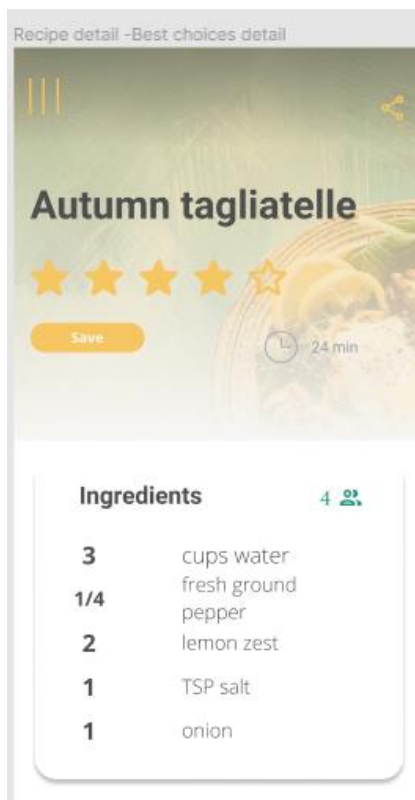 Recipe detail -Best choices detail
Autumn tagliatelle
Save
24 min
Ingredients 4
3 cups water
1/4 fresh ground
pepper
2 lemon zest
1 TSP salt
1 onion